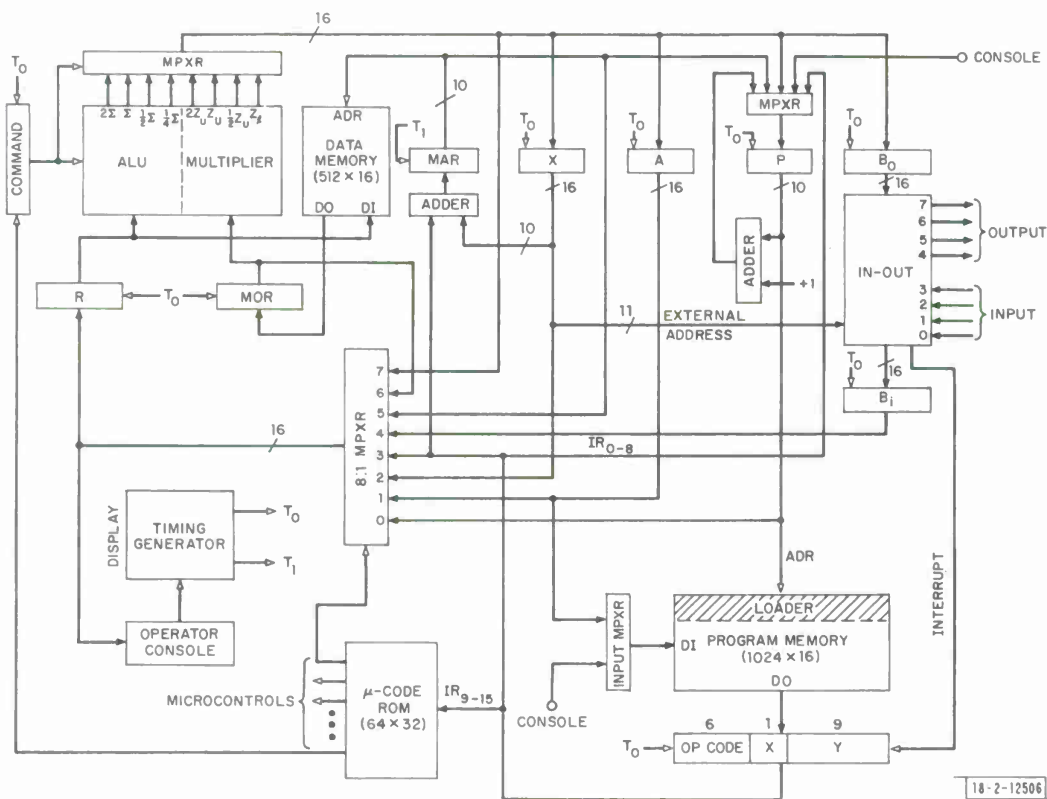 16
T0
MPXR
2Σ Σ ½Σ ¼Σ 2Zu Zu ½Zu Zℓ
COMMAND
ALU
MULTIPLIER
10
T1
ADR
DATA
MEMORY
(512 × 16)
DO
DI
MAR
ADDER
10
T0
X
16
T0
A
16
CONSOLE
MPXR
T0
P
10
ADDER
+1
T0
B0
16
IN-OUT
7
6
5
4
OUTPUT
3
2
1
0
INPUT
11
EXTERNAL
ADDRESS
16
T0
Bi
R
T0
MOR
16
8:1 MPXR
7
6
5
4
3
2
1
0
IR0-8
DISPLAY
TIMING
GENERATOR
T0
T1
OPERATOR
CONSOLE
MICROCONTROLS
μ-CODE
ROM
(64 × 32)
IR9-15
INPUT MPXR
CONSOLE
ADR
LOADER
DI
PROGRAM MEMORY
(1024 × 16)
DO
INTERRUPT
6
1
9
T0
OP CODE
X
Y
18-2-12506